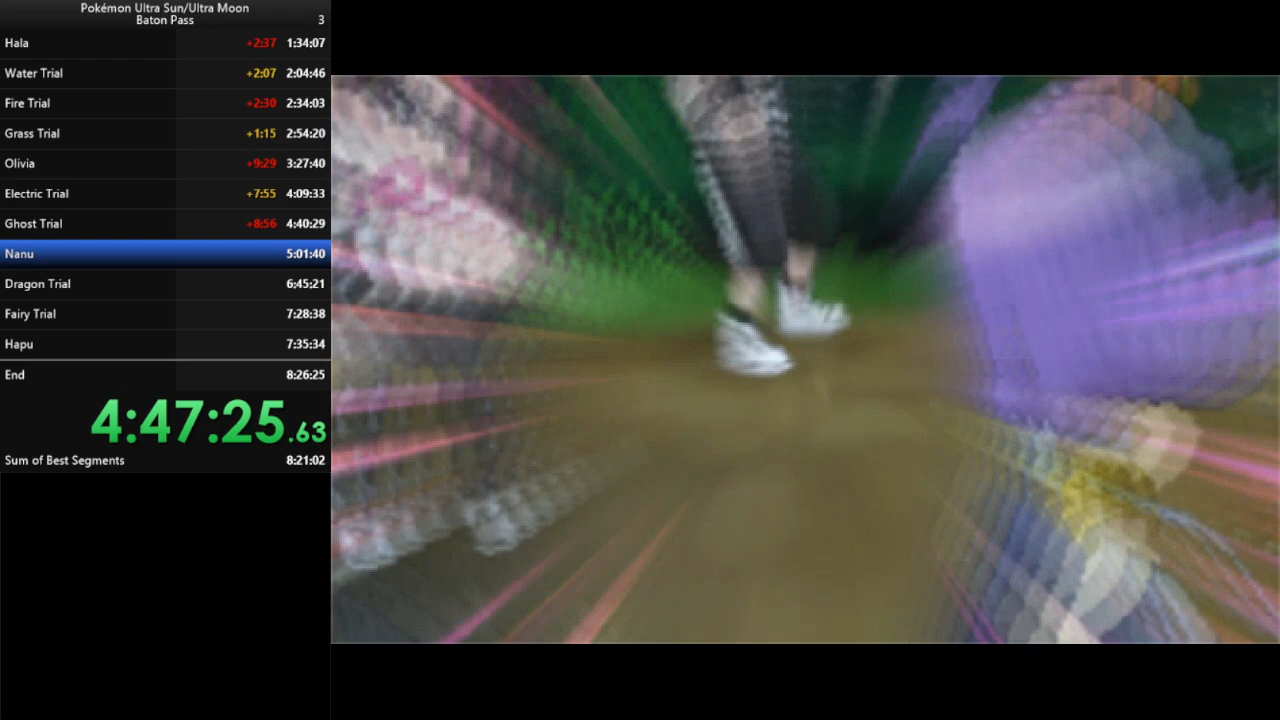 Pokémon Ultra Sun/Ultra Moon
Baton Pass 3
Hala +2:37 1:34:07
Water Trial +2:07 2:04:46
Fire Trial +2:30 2:34:03
Grass Trial +1:15 2:54:20
Olivia +9:29 3:27:40
Electric Trial +7:55 4:09:33
Ghost Trial +8:56 4:40:29
Nanu 5:01:40
Dragon Trial 6:45:21
Fairy Trial 7:28:38
Hapu 7:35:34
End 8:26:25
4:47:25.63
Sum of Best Segments 8:21:02